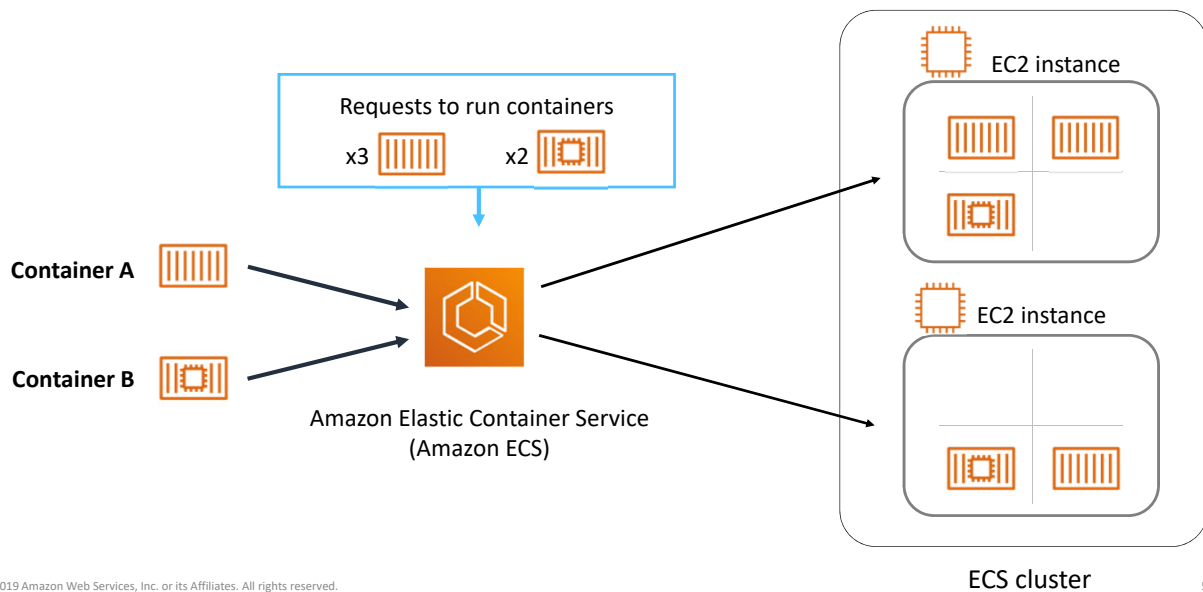 EC2 instance
Requests to run containers
x3
x2
Container A
EC2 instance
Container B
Amazon Elastic Container Service
(Amazon ECS)
019 Amazon Web Services, Inc. or its Affiliates. All rights reserved.
ECS cluster